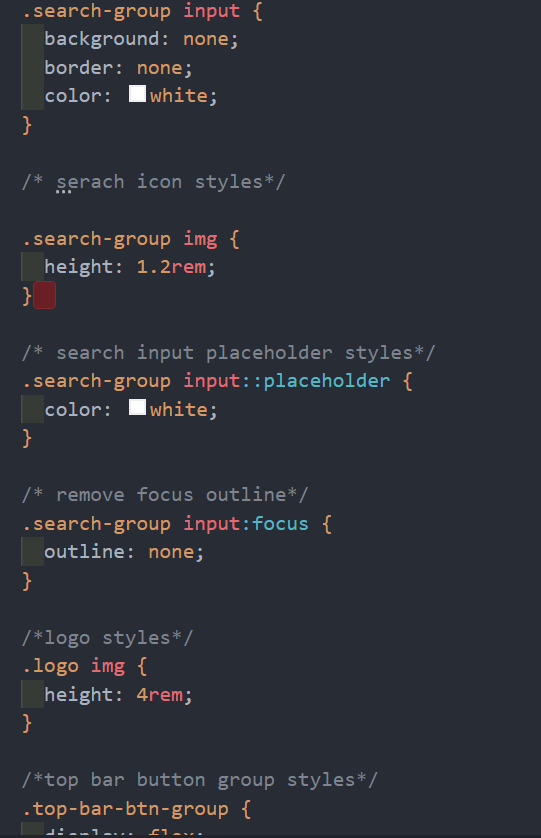 .search-group input {
background: none;
border: none;
color: white;
}
/* serach icon styles*/
.search-group img {
height: 1.2rem;
}
/* search input placeholder styles*/
.search-group input::placeholder {
color: white;
}
/* remove focus outline*/
.search-group input:focus {
outline: none;
}
/*logo styles*/
.logo img {
height: 4rem;
}
/*top bar button group styles*/
.top-bar-btn-group {
display: flex;